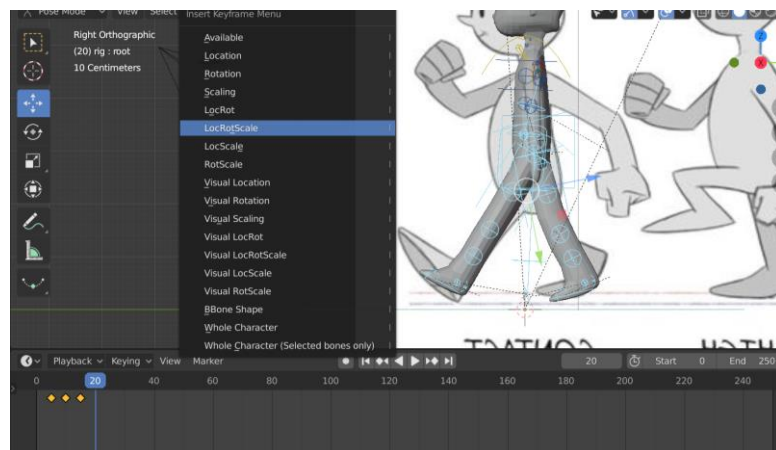 Pose Mode View Select
Insert Keyframe Menu
Right Orthographic
(20) rig : root
10 Centimeters
Available
Location
Rotation
Scaling
LocRot
LocRotScale
LocScale
RotScale
Visual Location
Visual Rotation
Visual Scaling
Visual LocRot
Visual LocRotScale
Visual LocScale
Visual RotScale
BBone Shape
Whole Character
Whole Character (Selected bones only)
Z
X
CONTACT
Playback Keying View Marker 20 Start 0 End 250
0 20 40 60 80 100 120 140 160 180 200 220 240